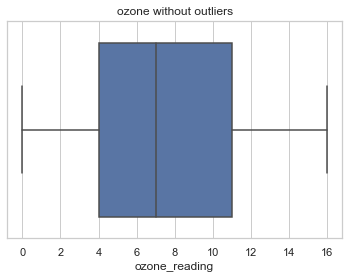 ozone without outliers
0 2 4 6 8 10 12 14 16
ozone_reading